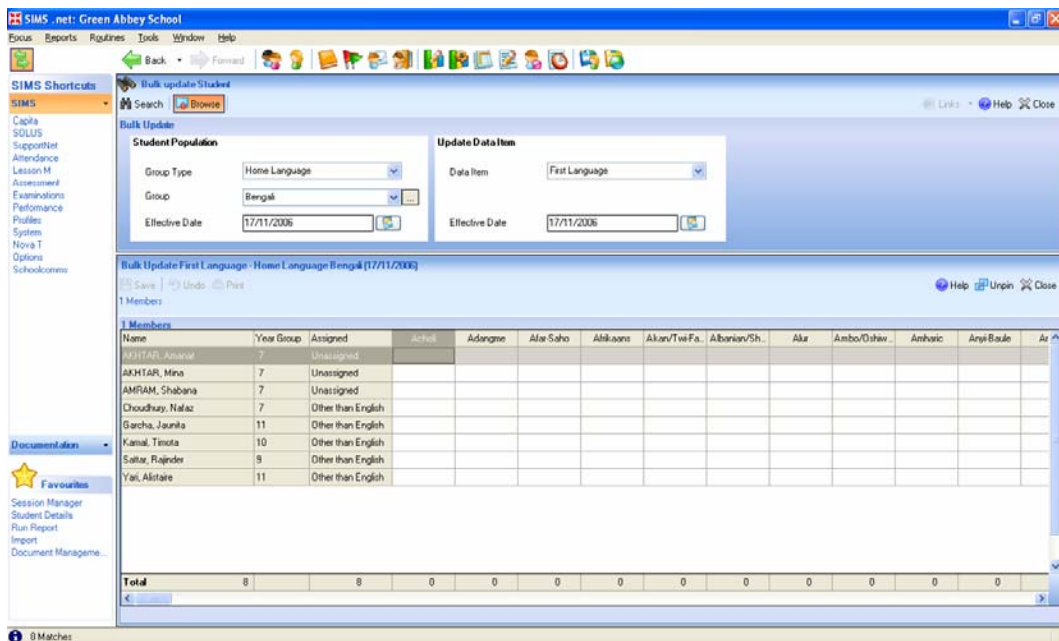 SIMS .net: Green Abbey School
Focus Reports Routines Tools Window Help
Back Forward
SIMS Shortcuts
SIMS
Capita
SOLUS
SupportNet
Attendance
Lesson M
Assessment
Examinations
Performance
Profiles
System
Nova T
Options
Schoolcomms
Documentation
Favourites
Session Manager
Student Details
Run Report
Import
Document Manageme...
Bulk update Student
Search Browse Links Help Close
Bulk Update
Student Population
Group Type Home Language
Group Bengali ...
Effective Date 17/11/2006
Update Data Item
Data Item First Language
Effective Date 17/11/2006
Bulk Update First Language - Home Language Bengali (17/11/2006)
Save Undo Print Help Unpin Close
1 Members
1 Members
Name Year Group Assigned Acholi Adangme Afar-Saho Afrikaans Akan/Twi-Fa... Albanian/Sh... Alur Ambo/Oshiw... Amharic Anyi-Baule Ar
AKHTAR, Amanat 7 Unassigned
AKHTAR, Mina 7 Unassigned
AMRAM, Shabana 7 Unassigned
Choudhury, Nafaz 7 Other than English
Garcha, Jaunita 11 Other than English
Kamal, Timota 10 Other than English
Sattar, Rajinder 9 Other than English
Yari, Alistaire 11 Other than English
Total 8 8 0 0 0 0 0 0 0 0 0 0
8 Matches